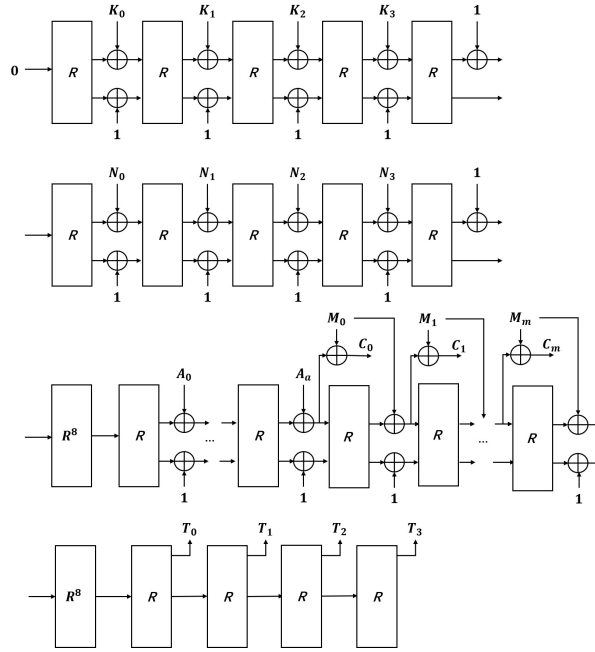 K₀ K₁ K₂ K₃ 1
0 R R R R R
1 1 1 1
N₀ N₁ N₂ N₃ 1
R R R R R
1 1 1 1
M₀ M₁ Mₘ
C₀ C₁ Cₘ
A₀ Aₐ
R⁸ R ... R R R ... R
1 1 1 1
T₀ T₁ T₂ T₃
R⁸ R R R R